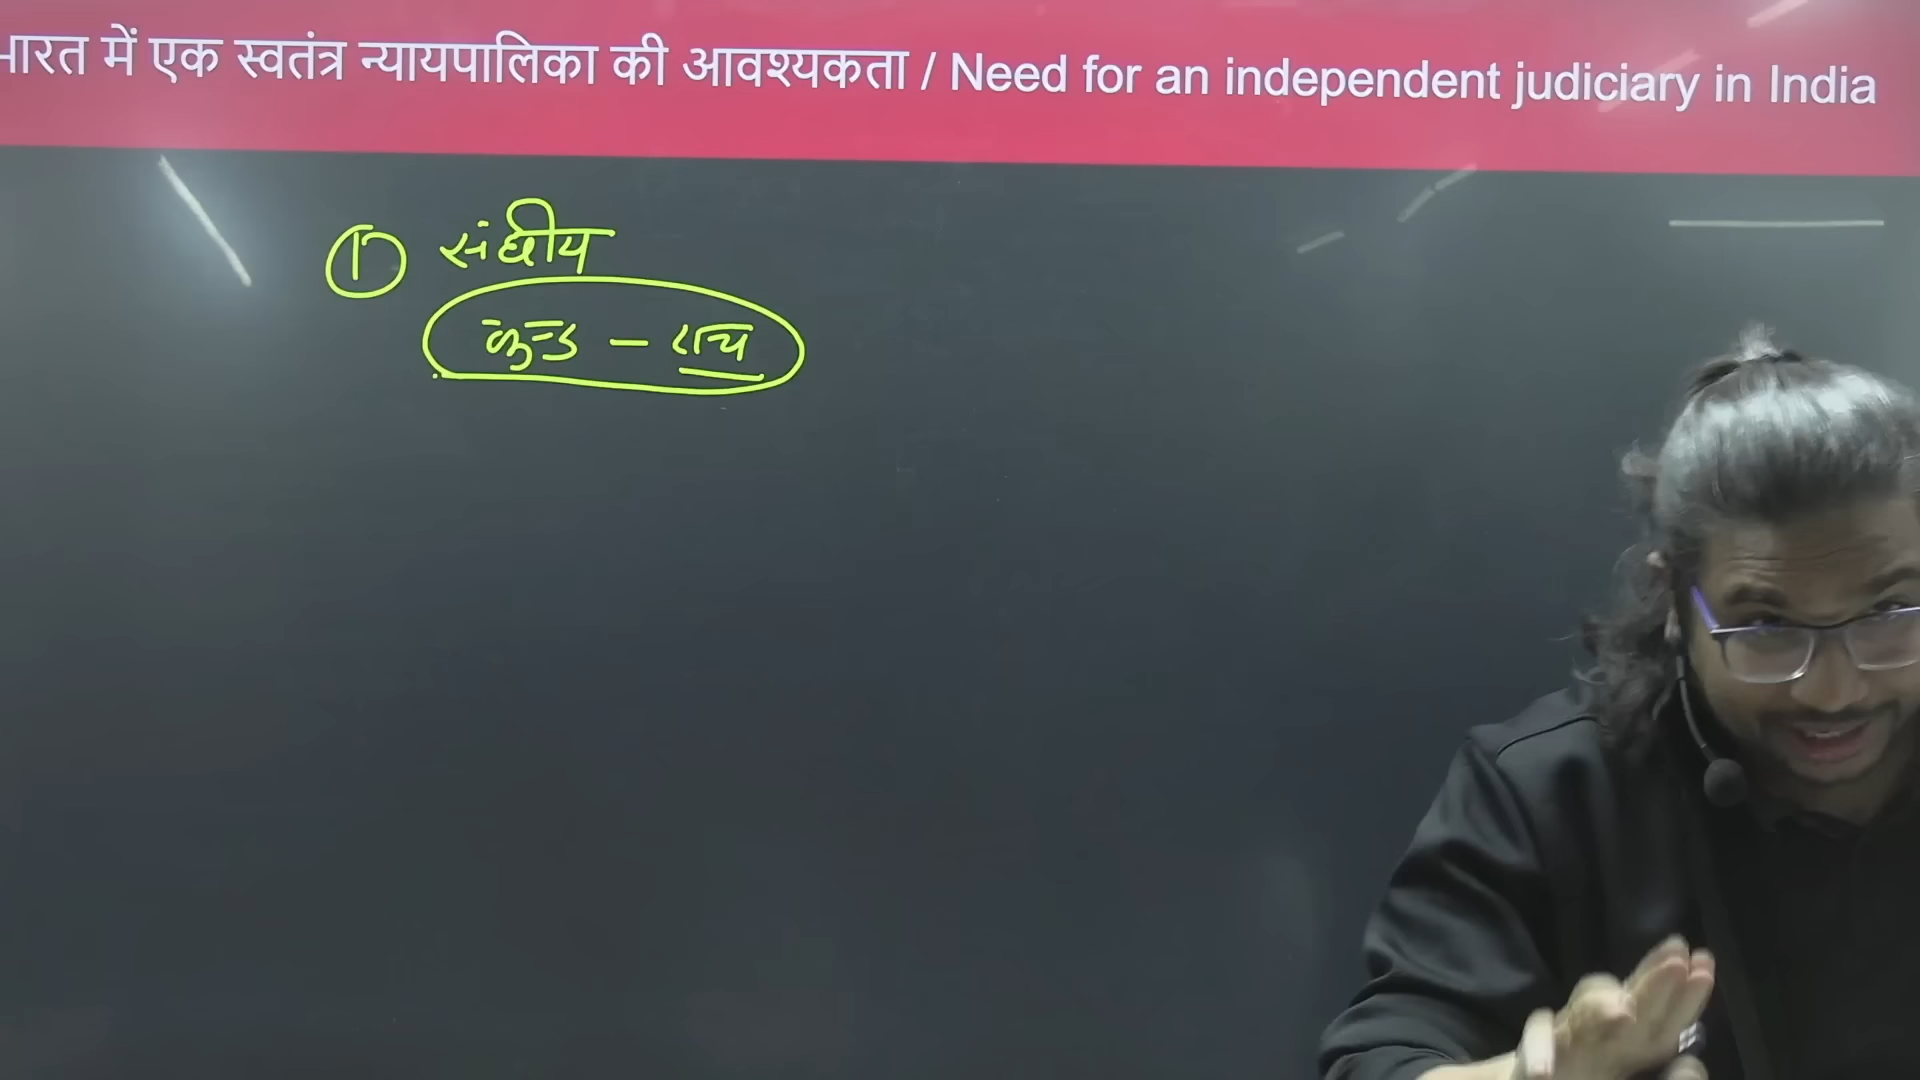 भारत में एक स्वतंत्र न्यायपालिका की आवश्यकता / Need for an independent judiciary in India
① संघीय
केन्द्र – राज्य